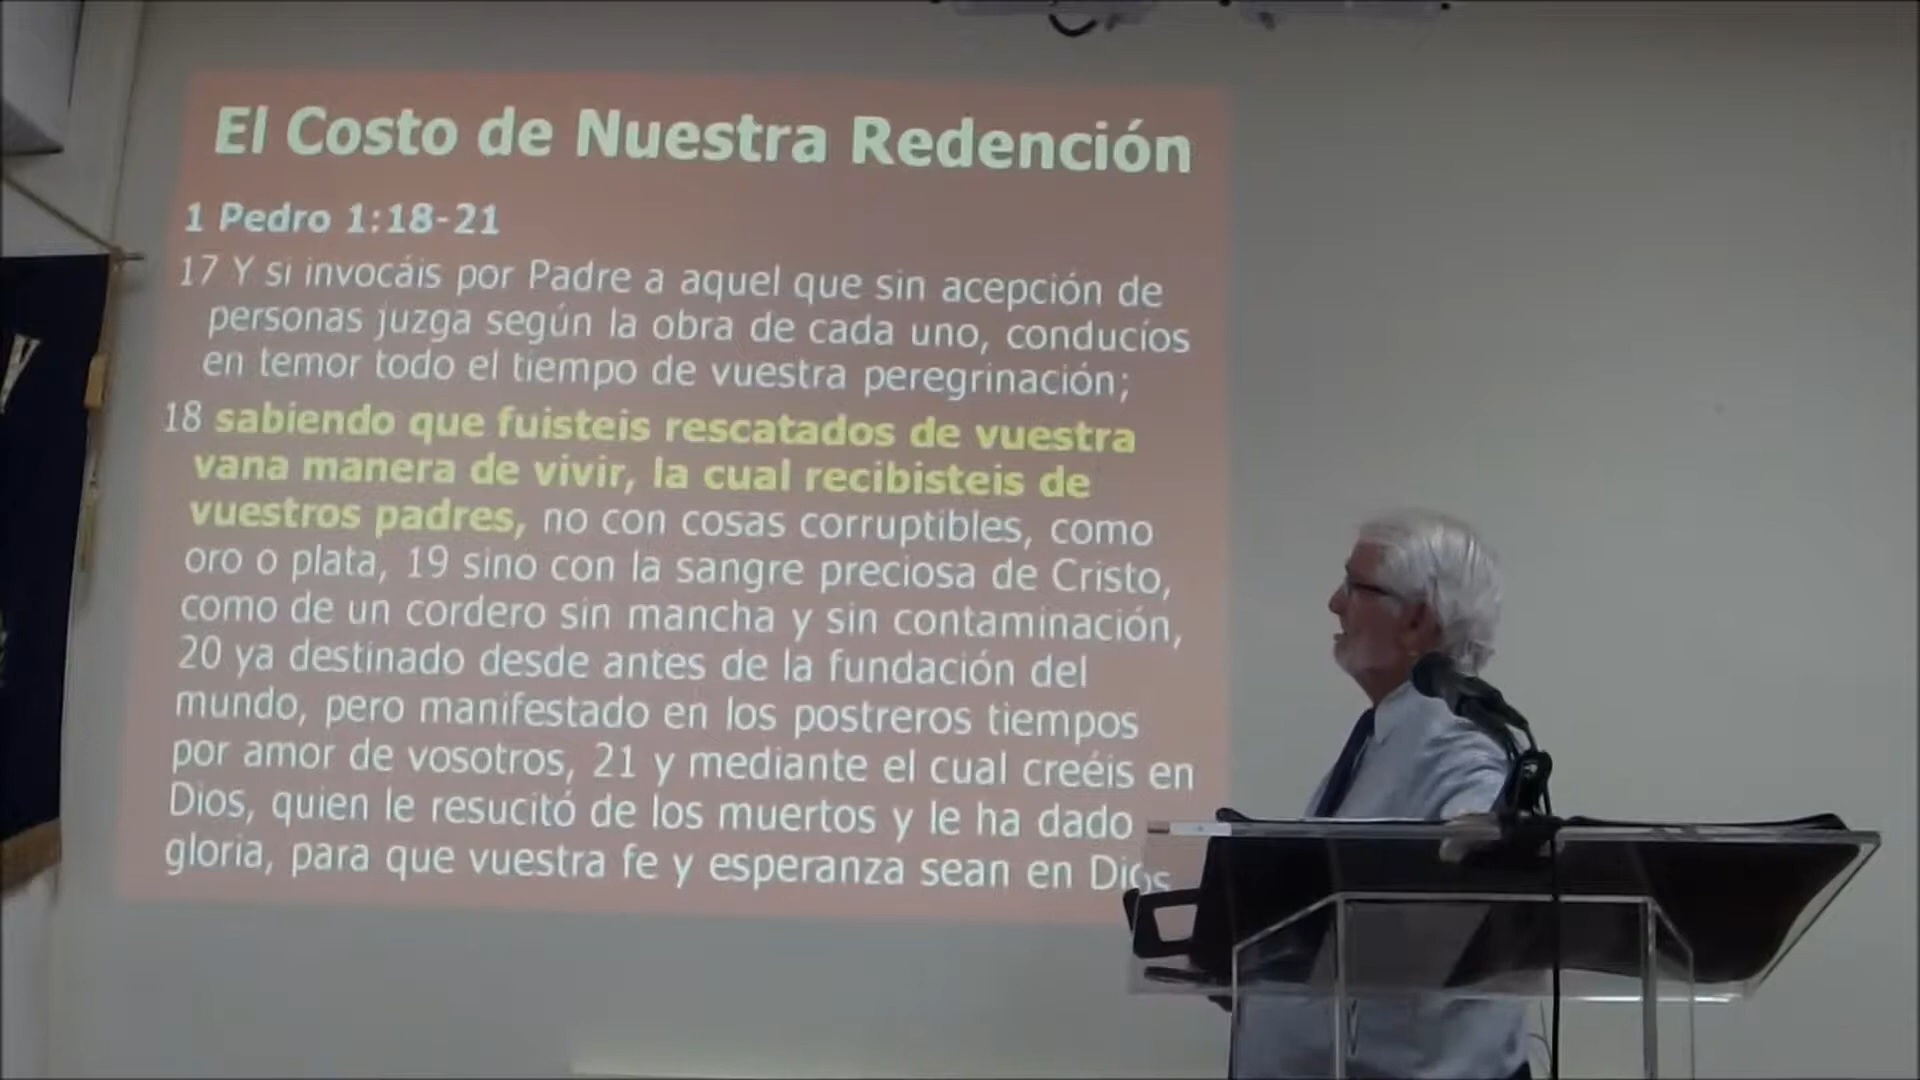 El Costo de Nuestra Redención
1 Pedro 1:18-21
17 Y si invocáis por Padre a aquel que sin acepción de
personas juzga según la obra de cada uno, conducíos
en temor todo el tiempo de vuestra peregrinación;
18 sabiendo que fuisteis rescatados de vuestra
vana manera de vivir, la cual recibisteis de
vuestros padres, no con cosas corruptibles, como
oro o plata, 19 sino con la sangre preciosa de Cristo,
como de un cordero sin mancha y sin contaminación,
20 ya destinado desde antes de la fundación del
mundo, pero manifestado en los postreros tiempos
por amor de vosotros, 21 y mediante el cual creéis en
Dios, quien le resucitó de los muertos y le ha dado
gloria, para que vuestra fe y esperanza sean en Dios